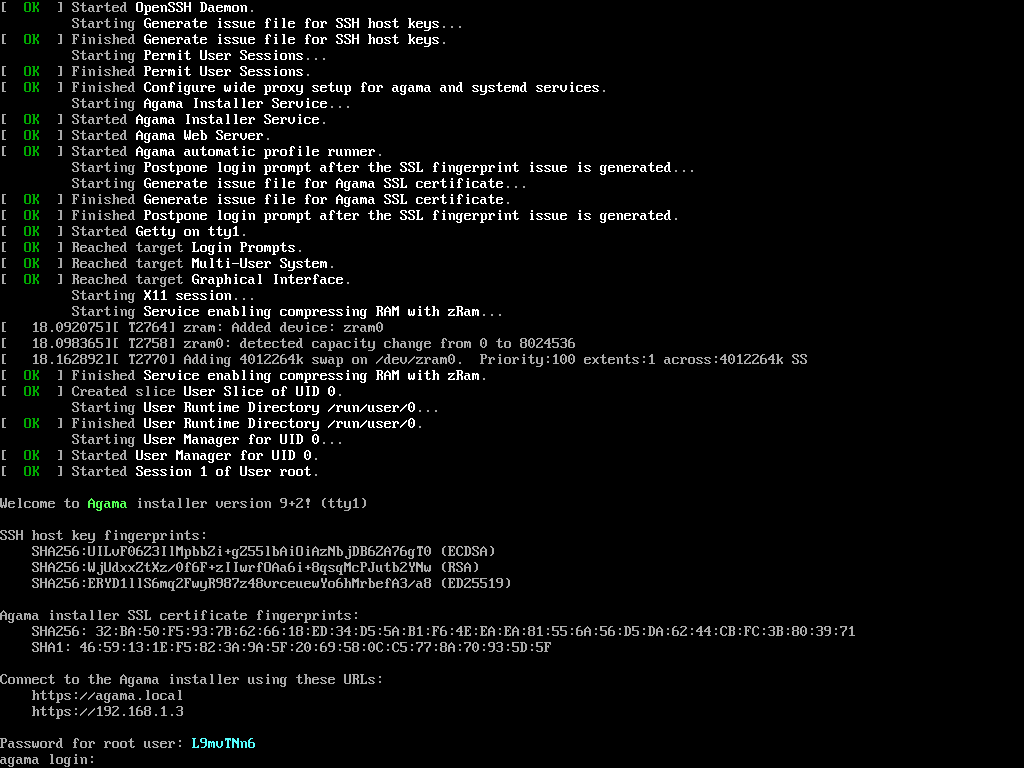 [  OK  ] Started OpenSSH Daemon.
         Starting Generate issue file for SSH host keys...
[  OK  ] Finished Generate issue file for SSH host keys.
         Starting Permit User Sessions...
[  OK  ] Finished Permit User Sessions.
[  OK  ] Finished Configure wide proxy setup for agama and systemd services.
         Starting Agama Installer Service...
[  OK  ] Started Agama Installer Service.
[  OK  ] Started Agama Web Server.
[  OK  ] Started Agama automatic profile runner.
         Starting Postpone login prompt after the SSL fingerprint issue is generated...
         Starting Generate issue file for Agama SSL certificate...
[  OK  ] Finished Generate issue file for Agama SSL certificate.
[  OK  ] Finished Postpone login prompt after the SSL fingerprint issue is generated.
[  OK  ] Started Getty on tty1.
[  OK  ] Reached target Login Prompts.
[  OK  ] Reached target Multi-User System.
[  OK  ] Reached target Graphical Interface.
         Starting X11 session...
         Starting Service enabling compressing RAM with zRam...
[   18.092075][ T2764] zram: Added device: zram0
[   18.098365][ T2758] zram0: detected capacity change from 0 to 8024536
[   18.162892][ T2770] Adding 4012264k swap on /dev/zram0.  Priority:100 extents:1 across:4012264k SS
[  OK  ] Finished Service enabling compressing RAM with zRam.
[  OK  ] Created slice User Slice of UID 0.
         Starting User Runtime Directory /run/user/0...
[  OK  ] Finished User Runtime Directory /run/user/0.
         Starting User Manager for UID 0...
[  OK  ] Started User Manager for UID 0.
[  OK  ] Started Session 1 of User root.
Welcome to Agama installer version 9+2! (tty1)
SSH host key fingerprints:
    SHA256:UILvF06Z3IlMpbbZi+gZ55lbAiOiAzNbjDB6ZA76gT0 (ECDSA)
    SHA256:WjUdxxZtXz/0f6F+zIIwrfOAa6i+8qsqMcPJutb2YNw (RSA)
    SHA256:ERYD1llS6mq2FwyR987z48vrceuewYo6hMrbefA3/a8 (ED25519)
Agama installer SSL certificate fingerprints:
    SHA256: 32:BA:50:F5:93:7B:62:66:18:ED:34:D5:5A:B1:F6:4E:EA:EA:81:55:6A:56:D5:DA:62:44:CB:FC:3B:80:39:71
    SHA1: 46:59:13:1E:F5:82:3A:9A:5F:20:69:58:0C:C5:77:8A:70:93:5D:5F
Connect to the Agama installer using these URLs:
    https://agama.local
    https://192.168.1.3
Password for root user: L9mvTNn6
agama login: